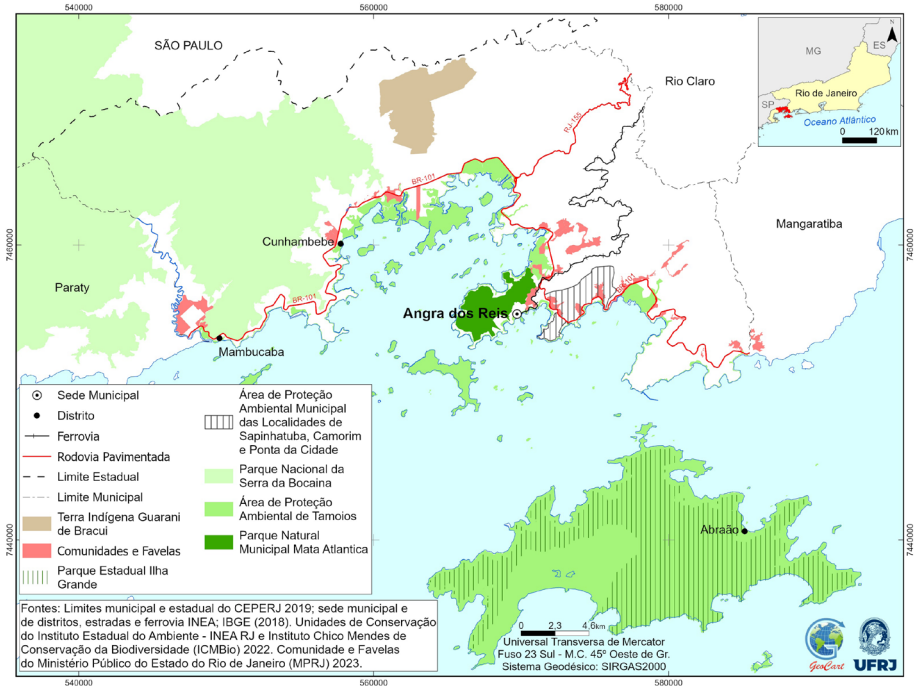 540000
560000
580000
SÃO PAULO
Rio Claro
MG
ES
Rio de Janeiro
SP
Oceano Atlântico
0 120 km
N
RJ-155
BR-101
7460000
7460000
Cunhambebe
Mangaratiba
Paraty
BR-101
BR-101
Angra dos Reis
Mambucaba
Sede Municipal
Distrito
Ferrovia
Rodovia Pavimentada
Limite Estadual
Limite Municipal
Terra Indígena Guarani
de Bracui
Comunidades e Favelas
Parque Estadual Ilha
Grande
Área de Proteção
Ambiental Municipal
das Localidades de
Sapinhatuba, Camorim
e Ponta da Cidade
Parque Nacional da
Serra da Bocaina
Área de Proteção
Ambiental de Tamoios
Parque Natural
Municipal Mata Atlantica
Abraão
7440000
7440000
Fontes: Limites municipal e estadual do CEPERJ 2019; sede municipal e
de distritos, estradas e ferrovia INEA; IBGE (2018). Unidades de Conservação
do Instituto Estadual do Ambiente - INEA RJ e Instituto Chico Mendes de
Conservação da Biodiversidade (ICMBio) 2022. Comunidade e Favelas
do Ministério Público do Estado do Rio de Janeiro (MPRJ) 2023.
0 2,3 4,6km
Universal Transversa de Mercator
Fuso 23 Sul - M.C. 45º Oeste de Gr.
Sistema Geodésico: SIRGAS2000
GeoCart
UFRJ
540000
560000
580000